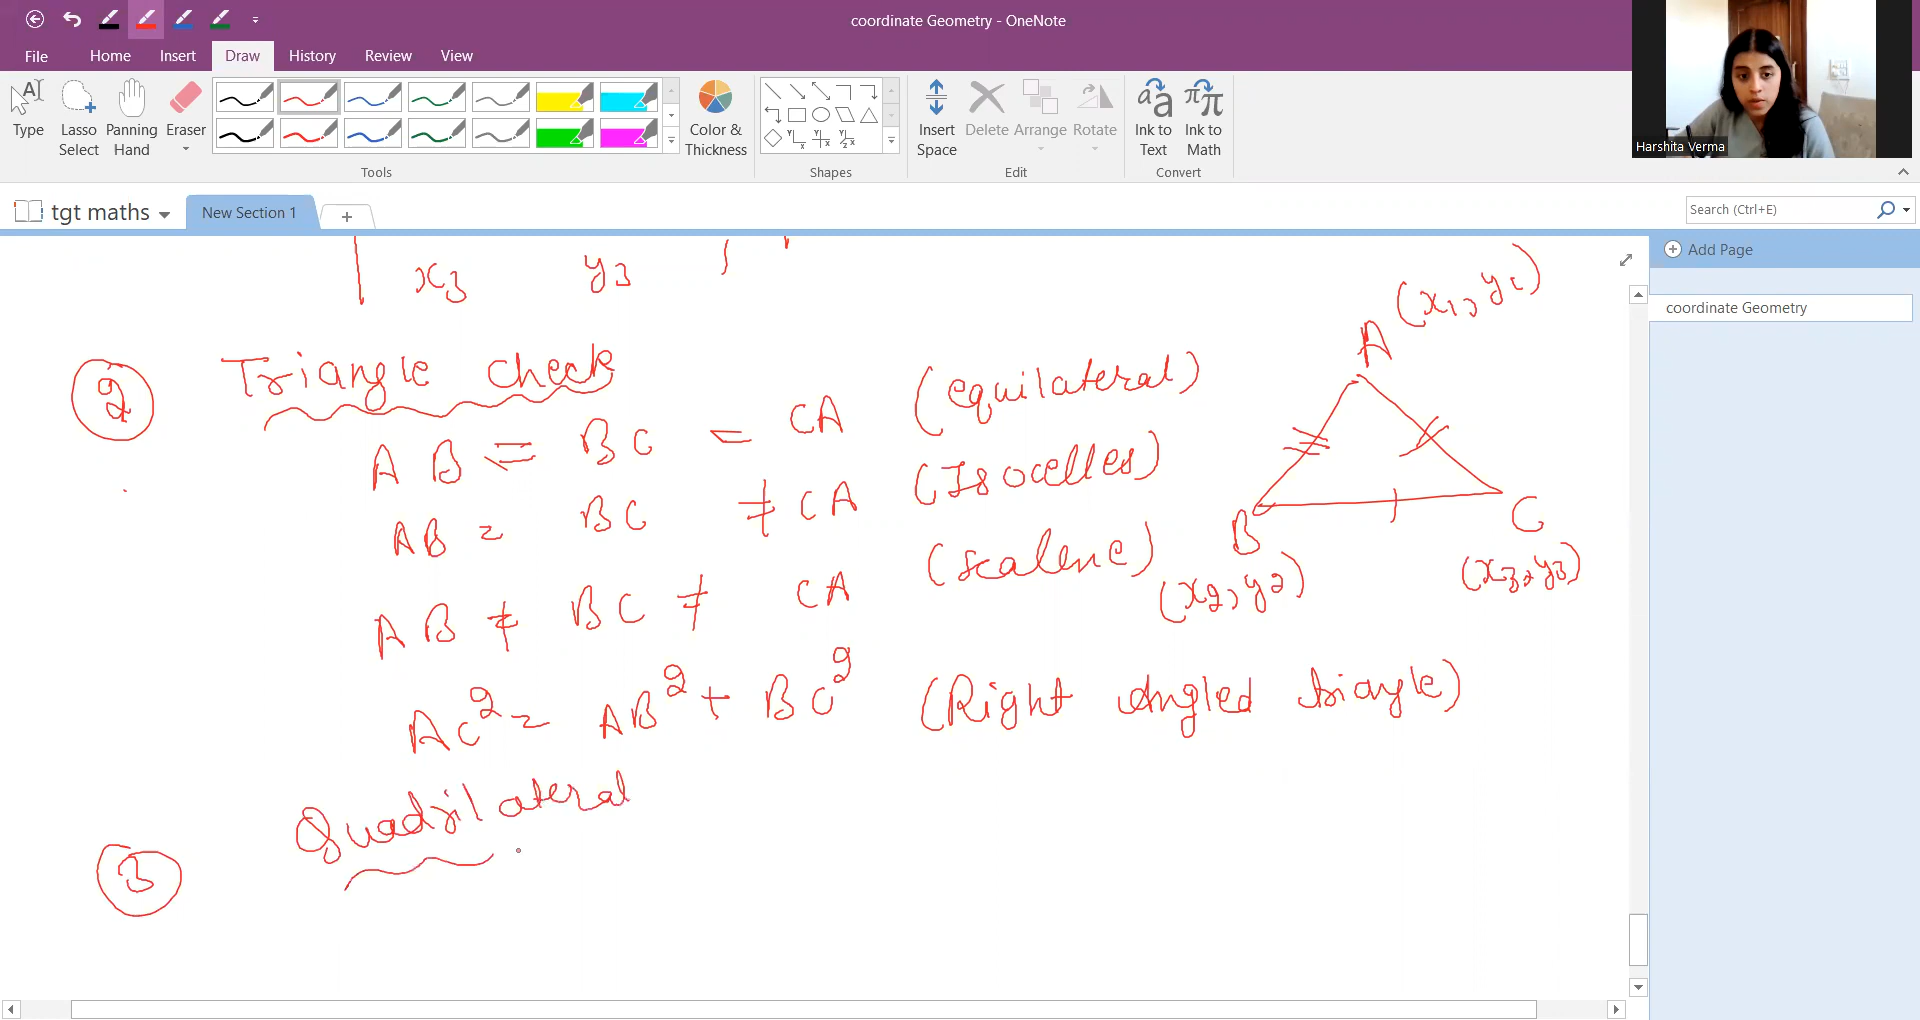 coordinate Geometry - OneNote
File Home Insert Draw History Review View
Type Lasso Select Panning Hand Eraser Color & Thickness Insert Space Delete Arrange Rotate Ink to Text Ink to Math
Tools Shapes Edit Convert
Harshita Verma
tgt maths New Section 1 + Search (Ctrl+E)
Add Page
coordinate Geometry
x3 y3
A (x1, y1)
② Triangle check
AB = BC = CA (equilateral)
AB = BC ≠ CA (Isocelles)
AB ≠ BC ≠ CA (scalene)
B (x2, y2)
C (x3, y3)
AC² = AB² + BC² (Right Angled triangle)
③ Quadrilateral